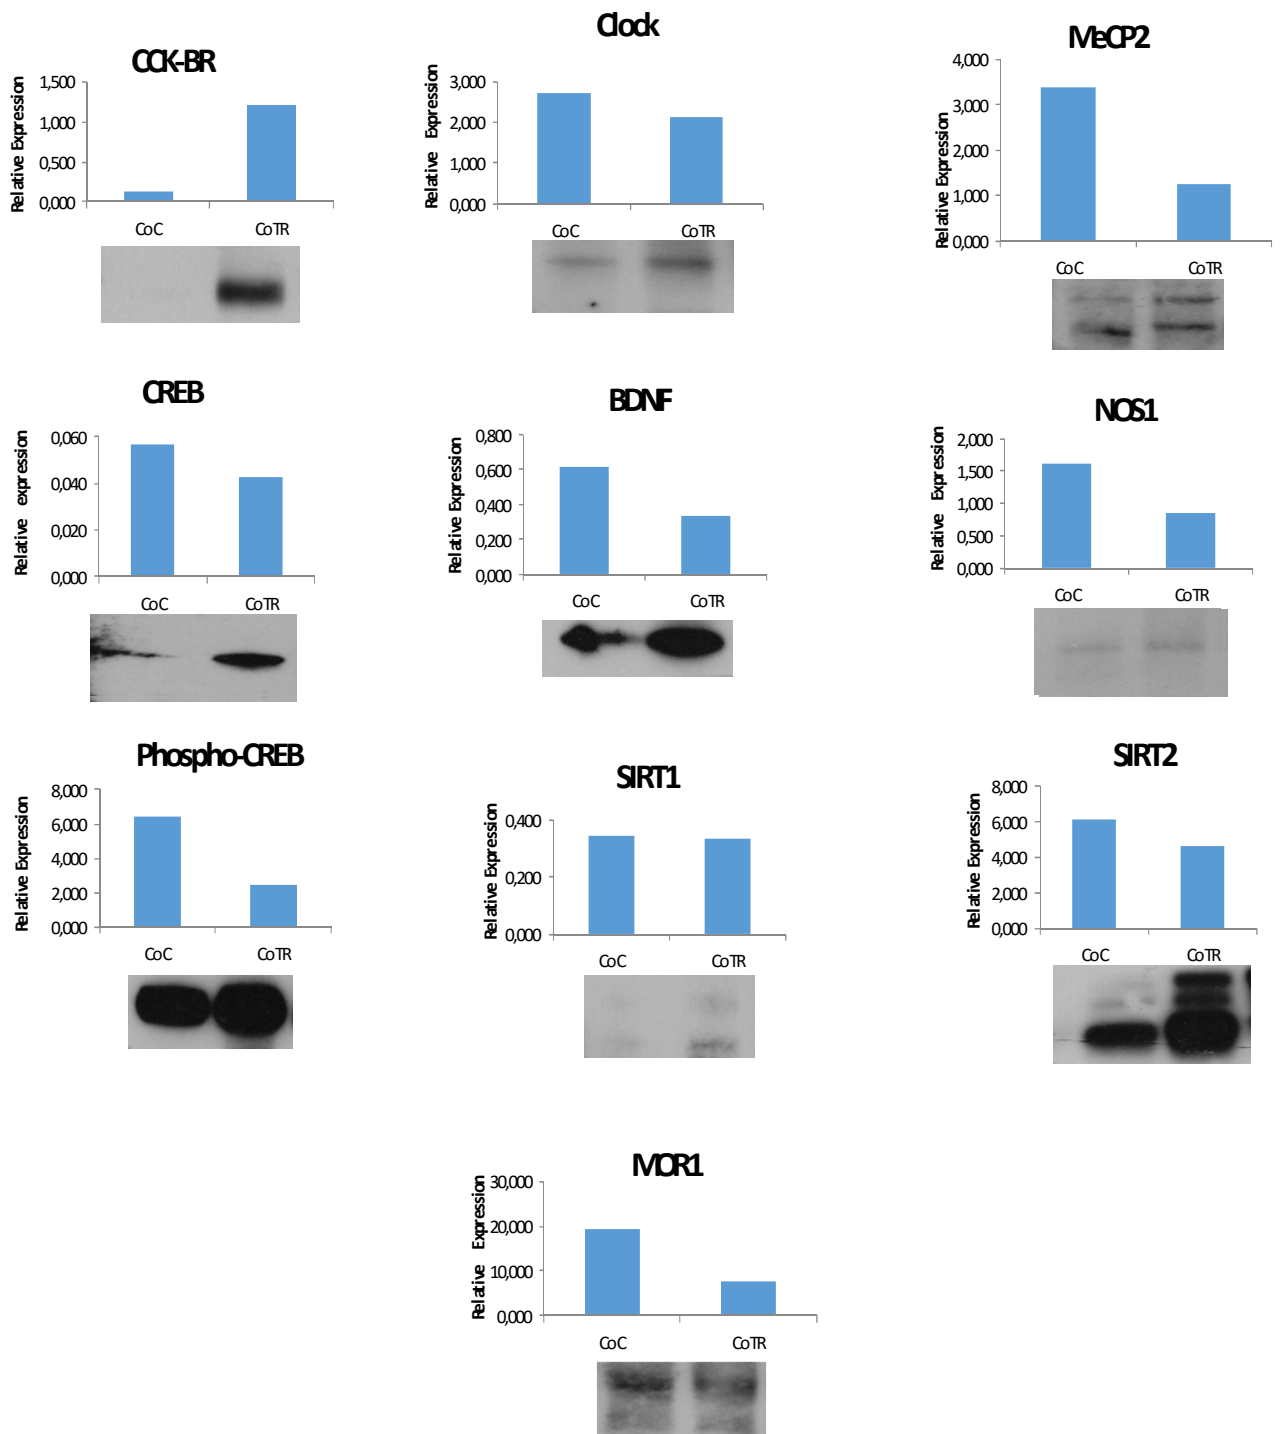 CCK-BR
Relative Expression
1,500
1,000
0,500
0,000
CoC
CoTR
Clock
Relative Expression
3,000
2,000
1,000
0,000
CoC
CoTR
MeCP2
Relative Expression
4,000
3,000
2,000
1,000
0,000
CoC
CoTR
CREB
Relative expression
0,060
0,040
0,020
0,000
CoC
CoTR
BDNF
Relative Expression
0,800
0,600
0,400
0,200
0,000
CoC
CoTR
NOS1
Relative Expression
2,000
1,500
1,000
0,500
0,000
CoC
CoTR
Phospho-CREB
Relative Expression
8,000
6,000
4,000
2,000
0,000
CoC
CoTR
SIRT1
Relative Expression
0,400
0,200
0,000
CoC
CoTR
SIRT2
Relative Expression
8,000
6,000
4,000
2,000
0,000
CoC
CoTR
MOR1
Relative Expression
30,000
20,000
10,000
0,000
CoC
CoTR